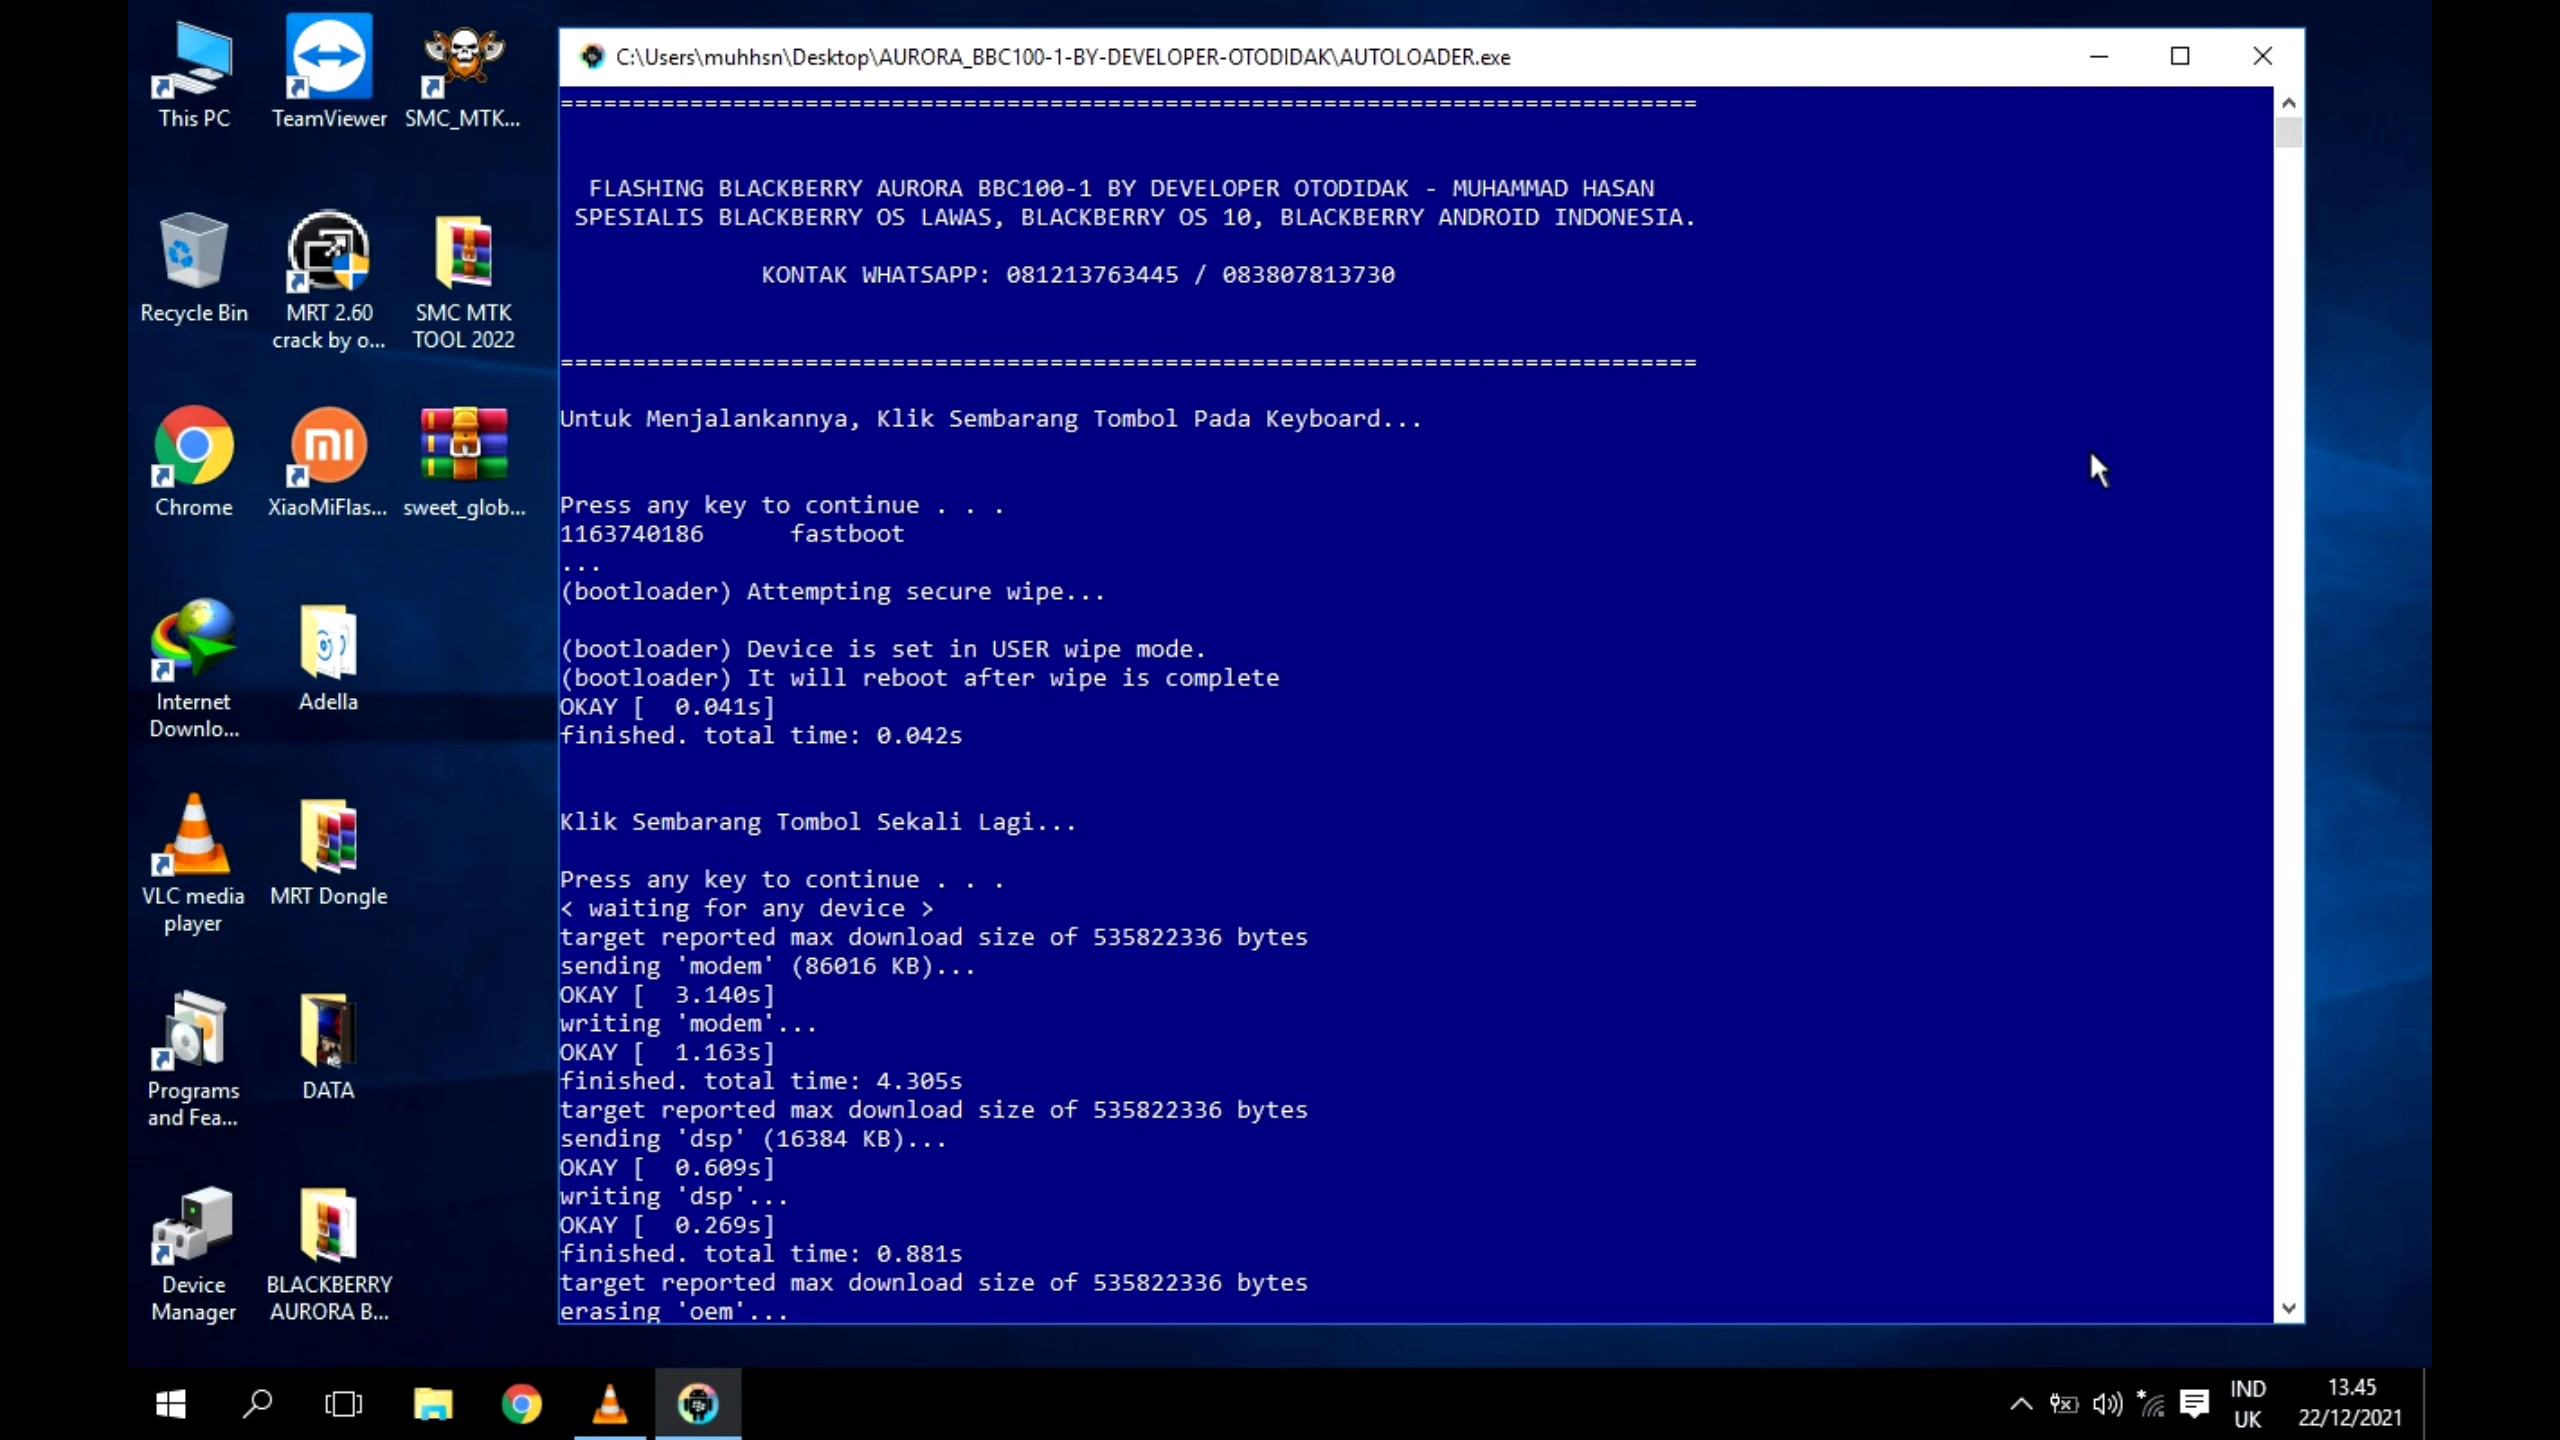 This PC
TeamViewer
SMC_MTK...
Recycle Bin
MRT 2.60
crack by o...
SMC MTK
TOOL 2022
Chrome
XiaoMiFlas...
sweet_glob...
Internet
Downlo...
Adella
VLC media
player
MRT Dongle
Programs
and Fea...
DATA
Device
Manager
BLACKBERRY
AURORA B...
C:\Users\muhhsn\Desktop\AURORA_BBC100-1-BY-DEVELOPER-OTODIDAK\AUTOLOADER.exe
===============================================================================
FLASHING BLACKBERRY AURORA BBC100-1 BY DEVELOPER OTODIDAK - MUHAMMAD HASAN
SPESIALIS BLACKBERRY OS LAWAS, BLACKBERRY OS 10, BLACKBERRY ANDROID INDONESIA.
KONTAK WHATSAPP: 081213763445 / 083807813730
===============================================================================
Untuk Menjalankannya, Klik Sembarang Tombol Pada Keyboard...
Press any key to continue . . .
1163740186      fastboot
...
(bootloader) Attempting secure wipe...
(bootloader) Device is set in USER wipe mode.
(bootloader) It will reboot after wipe is complete
OKAY [  0.041s]
finished. total time: 0.042s
Klik Sembarang Tombol Sekali Lagi...
Press any key to continue . . .
< waiting for any device >
target reported max download size of 535822336 bytes
sending 'modem' (86016 KB)...
OKAY [  3.140s]
writing 'modem'...
OKAY [  1.163s]
finished. total time: 4.305s
target reported max download size of 535822336 bytes
sending 'dsp' (16384 KB)...
OKAY [  0.609s]
writing 'dsp'...
OKAY [  0.269s]
finished. total time: 0.881s
target reported max download size of 535822336 bytes
erasing 'oem'...
IND
UK
13.45
22/12/2021